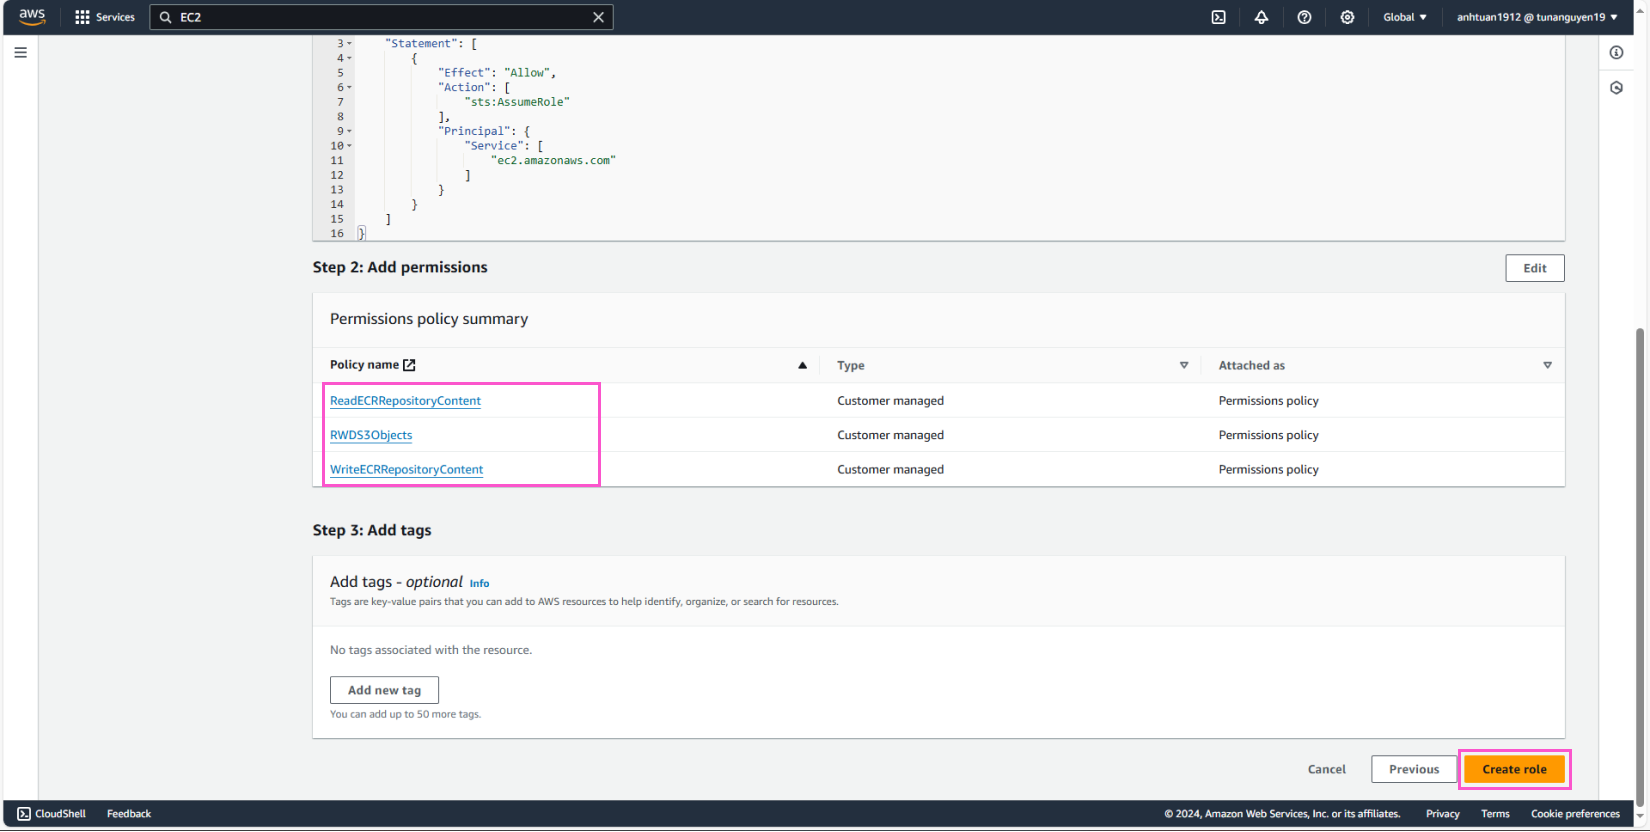 aws Services EC2 Global anhtuan1912 @ tunanguyen19
3 "Statement": [
4 {
5 "Effect": "Allow",
6 "Action": [
7 "sts:AssumeRole"
8 ],
9 "Principal": {
10 "Service": [
11 "ec2.amazonaws.com"
12 ]
13 }
14 }
15 ]
16 }
Step 2: Add permissions Edit
Permissions policy summary
Policy name Type Attached as
ReadECRRepositoryContent Customer managed Permissions policy
RWDS3Objects Customer managed Permissions policy
WriteECRRepositoryContent Customer managed Permissions policy
Step 3: Add tags
Add tags - optional Info
Tags are key-value pairs that you can add to AWS resources to help identify, organize, or search for resources.
No tags associated with the resource.
Add new tag
You can add up to 50 more tags.
Cancel Previous Create role
CloudShell Feedback © 2024, Amazon Web Services, Inc. or its affiliates. Privacy Terms Cookie preferences